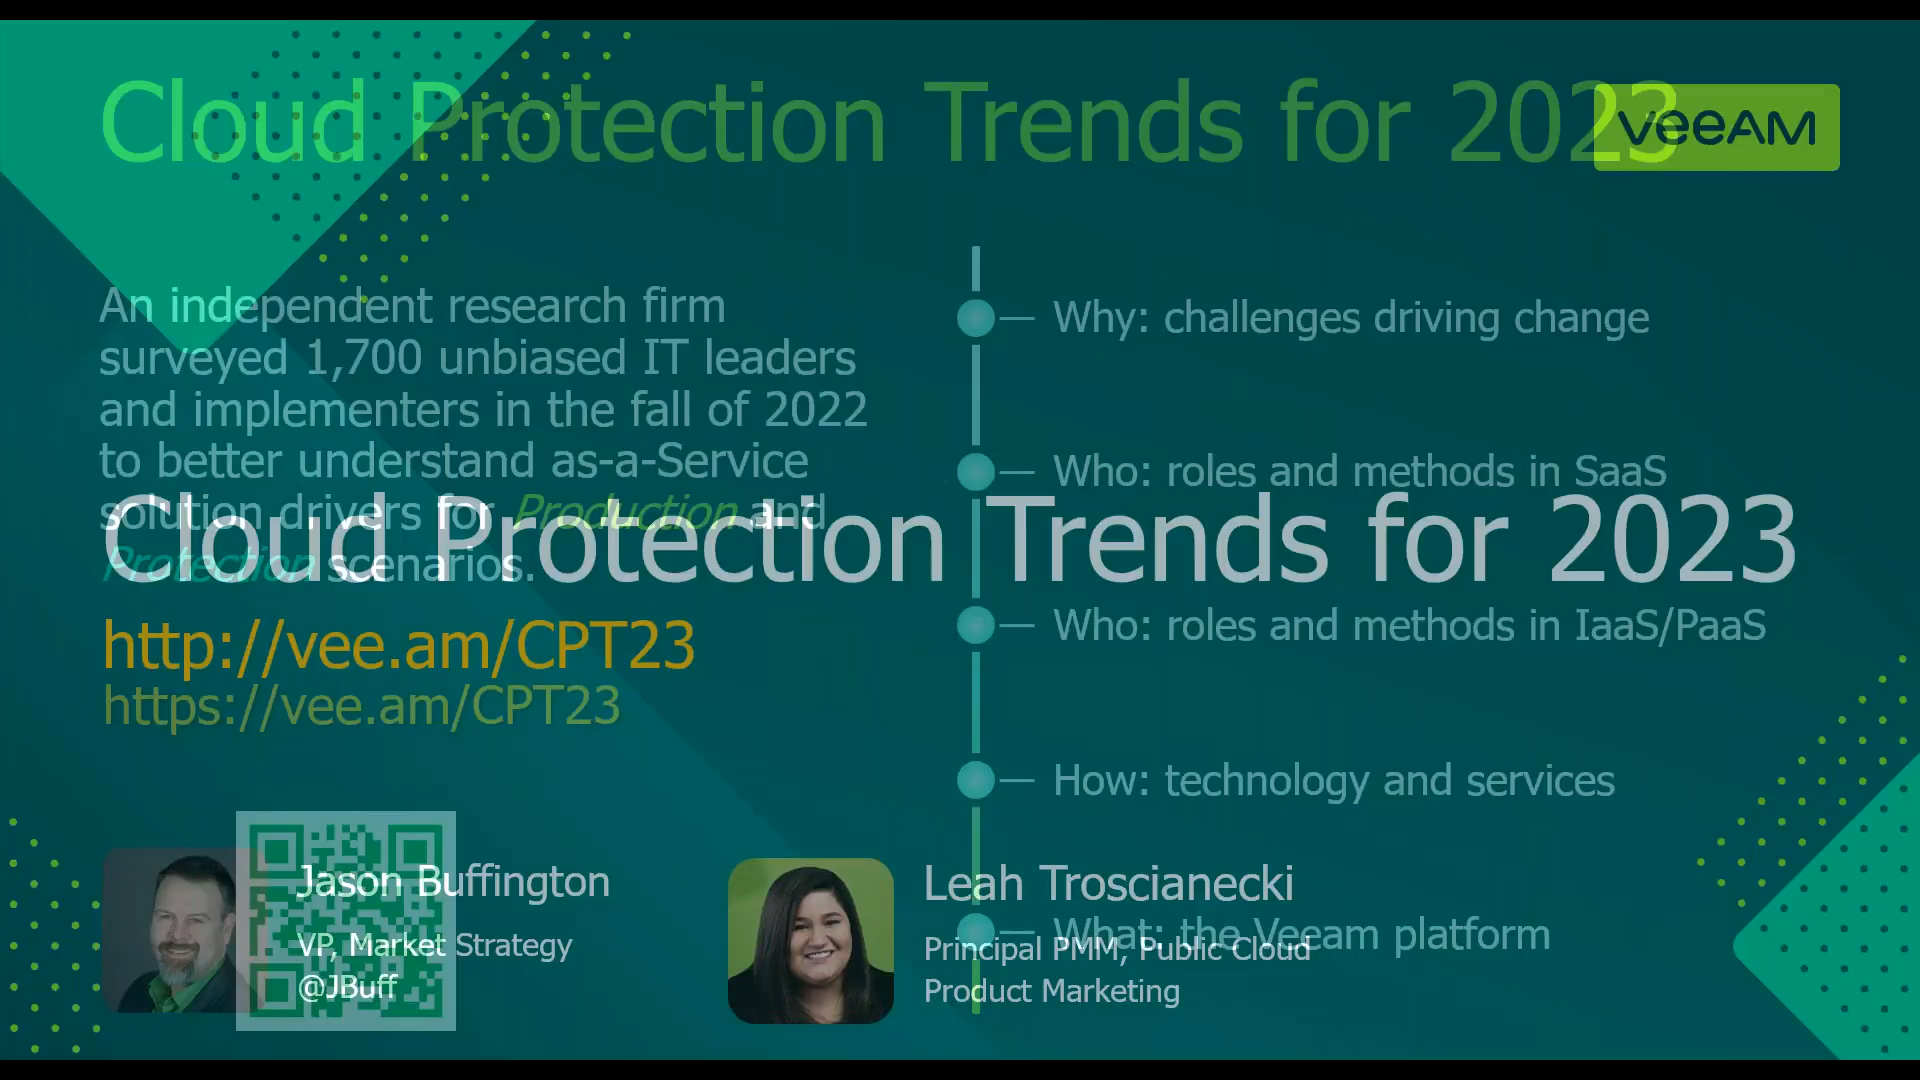 Cloud Protection Trends for 2023
veeAM
An independent research firm
surveyed 1,700 unbiased IT leaders
and implementers in the fall of 2022
to better understand as-a-Service
solution drivers for Production and
Protection scenarios.
https://vee.am/CPT23
Why: challenges driving change
Who: roles and methods in SaaS
Who: roles and methods in IaaS/PaaS
How: technology and services
What: the Veeam platform
Cloud Protection Trends for 2023
http://vee.am/CPT23
Jason Buffington
VP, Market Strategy
@JBuff
Leah Troscianecki
Principal PMM, Public Cloud
Product Marketing